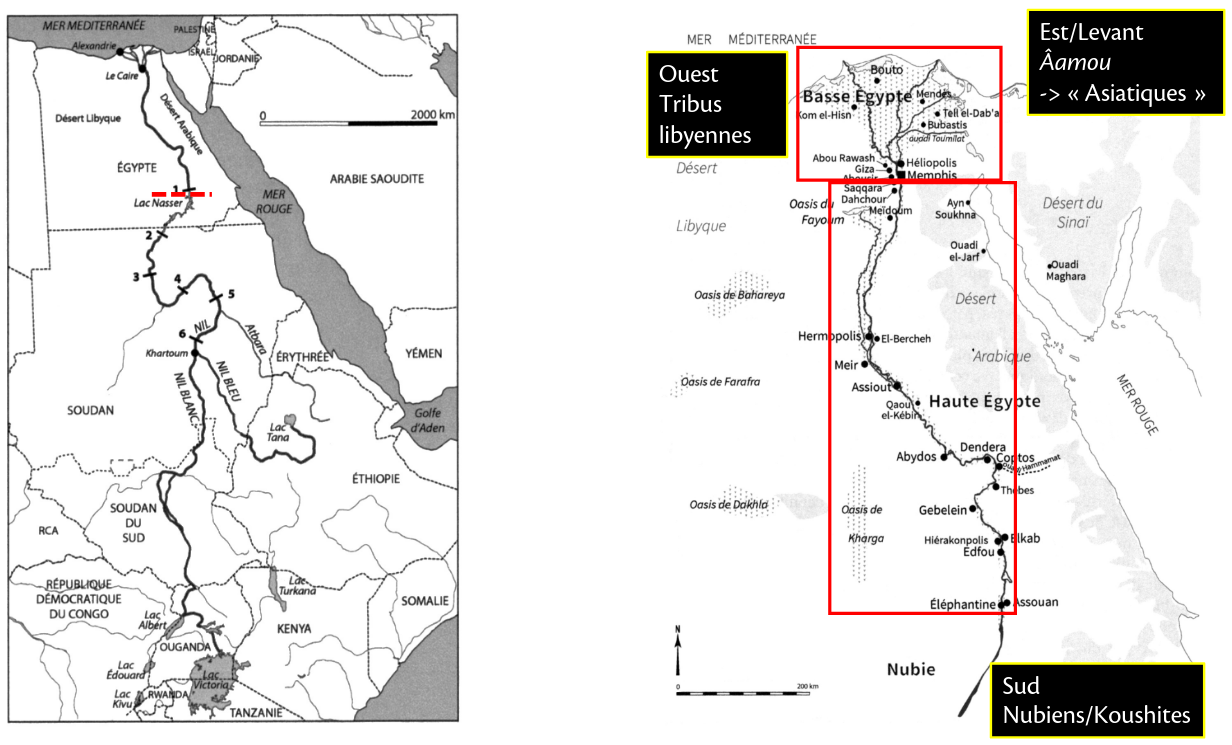 MER MEDITERRANÉE
Alexandrie
Le Caire
PALESTINE
ISRAËL
JORDANIE
0 2000 km
Désert Libyque
Désert Arabique
ÉGYPTE
1
Lac Nasser
MER
ROUGE
ARABIE SAOUDITE
2
3
4
5
6
NIL
Atbara
Khartoum
ÉRYTHRÉE
YÉMEN
NIL BLEU
NIL BLANC
SOUDAN
Lac
Tana
Golfe
d'Aden
ÉTHIOPIE
SOUDAN
DU
SUD
RCA
RÉPUBLIQUE
DÉMOCRATIQUE
DU CONGO
Lac
Turkana
SOMALIE
Lac
Albert
KENYA
OUGANDA
Lac
Édouard
Lac
Victoria
Lac
Kivu
RWANDA
TANZANIE
Ouest
Tribus
libyennes
Est/Levant
Âamou
-> « Asiatiques »
MER MÉDITERRANÉE
Bouto
Basse Égypte
Mendès
Kom el-Hisn
Tell el-Dab'a
Bubastis
ouadi Toumilat
Abou Rawash
Héliopolis
Giza
Abousir
Memphis
Saqqara
Dahchour
Meïdoum
Désert
Libyque
Oasis du
Fayoum
Ayn
Soukhna
Désert du
Sinaï
Ouadi
el-Jarf
Ouadi
Maghara
Oasis de Bahareya
Désert
Arabique
Hermopolis
El-Bercheh
Meir
Oasis de Farafra
Assiout
Qaou
el-Kébir
Haute Égypte
MER ROUGE
Dendera
Abydos
Coptos
ouadi Hammamat
Thèbes
Oasis de Dakhla
Oasis de
Kharga
Gebelein
Hiérakonpolis
Elkab
Edfou
Éléphantine
Assouan
N
0 200 km
Nubie
Sud
Nubiens/Koushites